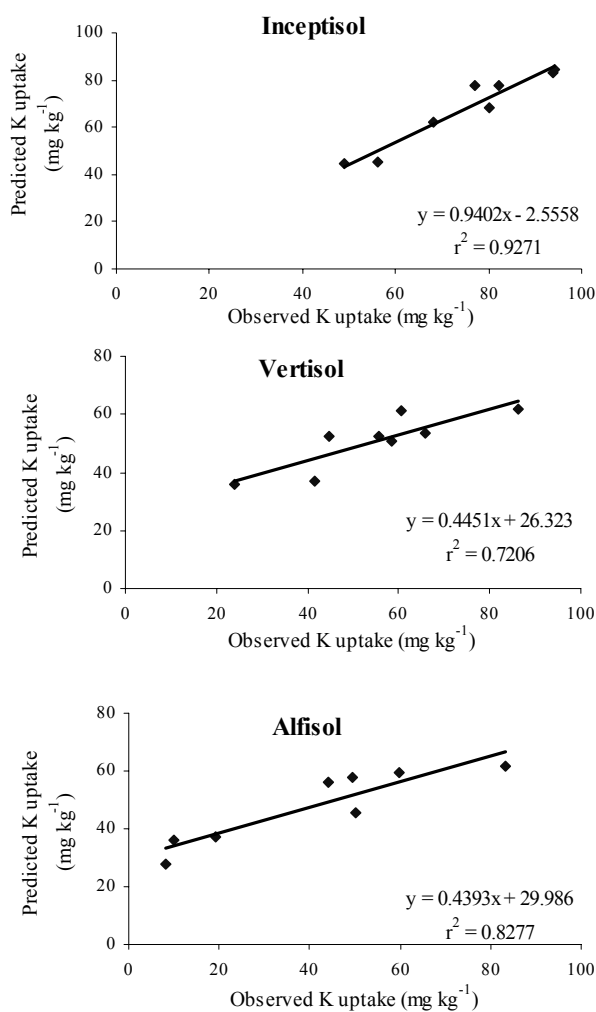 Inceptisol
Predicted K uptake
(mg kg-1)
100
80
60
40
20
0
y = 0.9402x - 2.5558
r2 = 0.9271
0 20 40 60 80 100
Observed K uptake (mg kg-1)
Vertisol
Predicted K uptake
(mg kg-1)
80
60
40
20
0
y = 0.4451x + 26.323
r2 = 0.7206
0 20 40 60 80 100
Observed K uptake (mg kg-1)
Alfisol
Predicted K uptake
(mg kg-1)
80
60
40
20
0
y = 0.4393x + 29.986
r2 = 0.8277
0 20 40 60 80 100
Observed K uptake (mg kg-1)